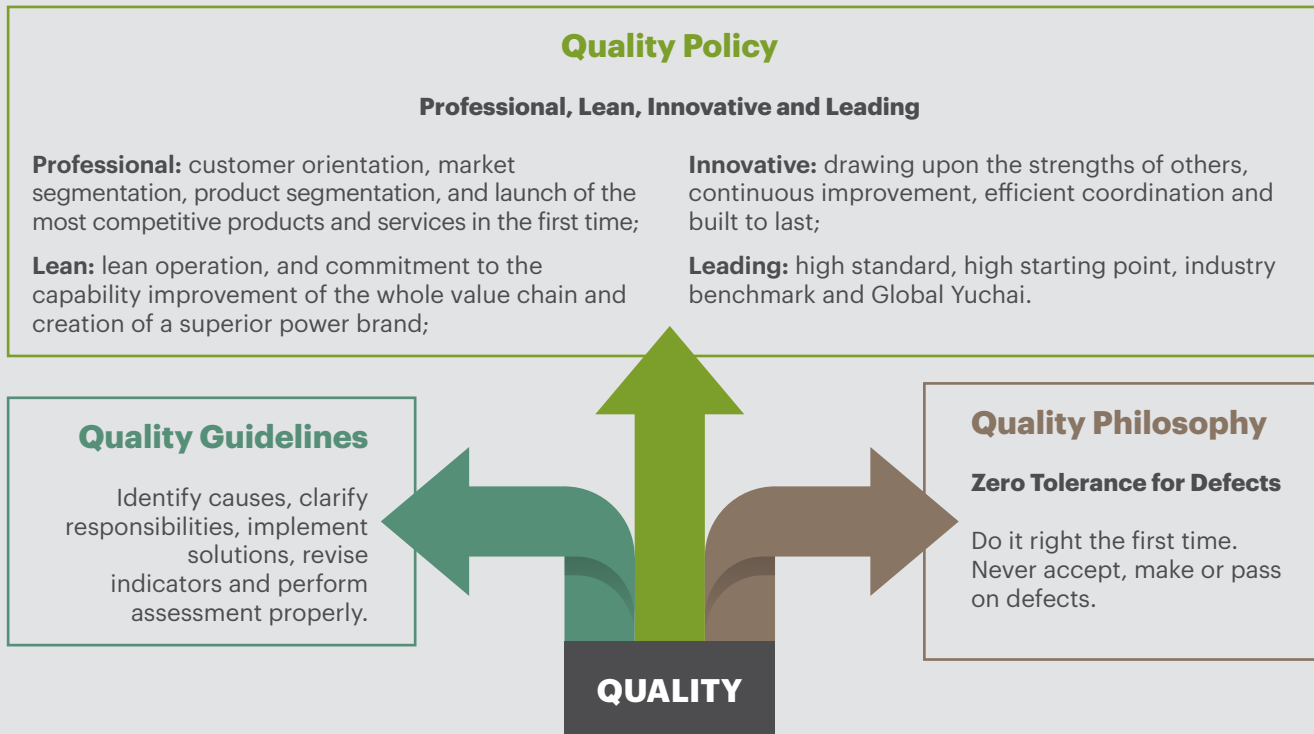 Quality Policy
Professional, Lean, Innovative and Leading
Professional: customer orientation, market
segmentation, product segmentation, and launch of the
most competitive products and services in the first time;
Lean: lean operation, and commitment to the
capability improvement of the whole value chain and
creation of a superior power brand;
Innovative: drawing upon the strengths of others,
continuous improvement, efficient coordination and
built to last;
Leading: high standard, high starting point, industry
benchmark and Global Yuchai.
Quality Guidelines
Identify causes, clarify
responsibilities, implement
solutions, revise
indicators and perform
assessment properly.
Quality Philosophy
Zero Tolerance for Defects
Do it right the first time.
Never accept, make or pass
on defects.
QUALITY